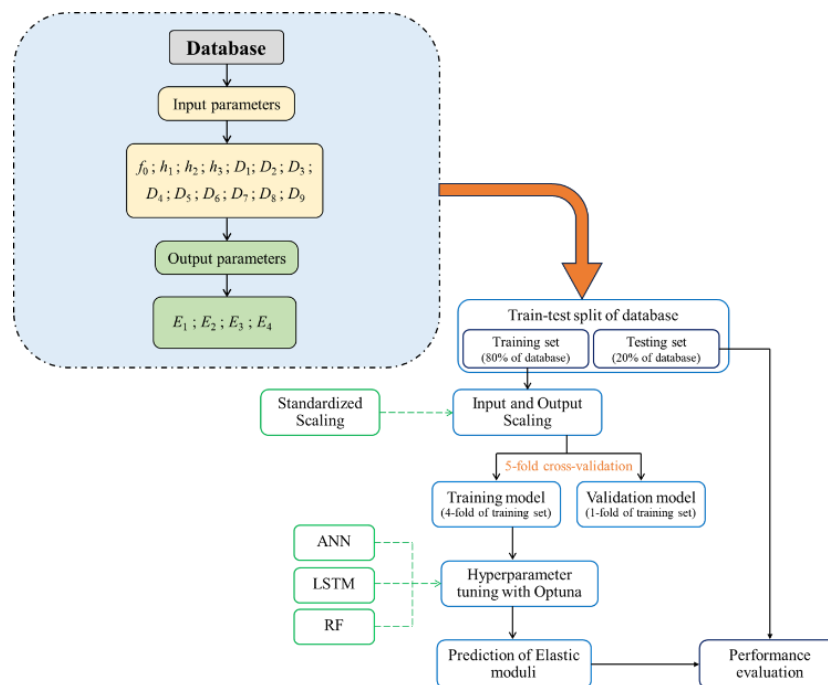 Database
Input parameters
f₀ ; h₁ ; h₂ ; h₃ ; D₁ ; D₂ ; D₃ ;
D₄ ; D₅ ; D₆ ; D₇ ; D₈ ; D₉
Output parameters
E₁ ; E₂ ; E₃ ; E₄
Train-test split of database
Training set
(80% of database)
Testing set
(20% of database)
Standardized
Scaling
Input and Output
Scaling
5-fold cross-validation
Training model
(4-fold of training set)
Validation model
(1-fold of training set)
ANN
LSTM
RF
Hyperparameter
tuning with Optuna
Prediction of Elastic
moduli
Performance
evaluation